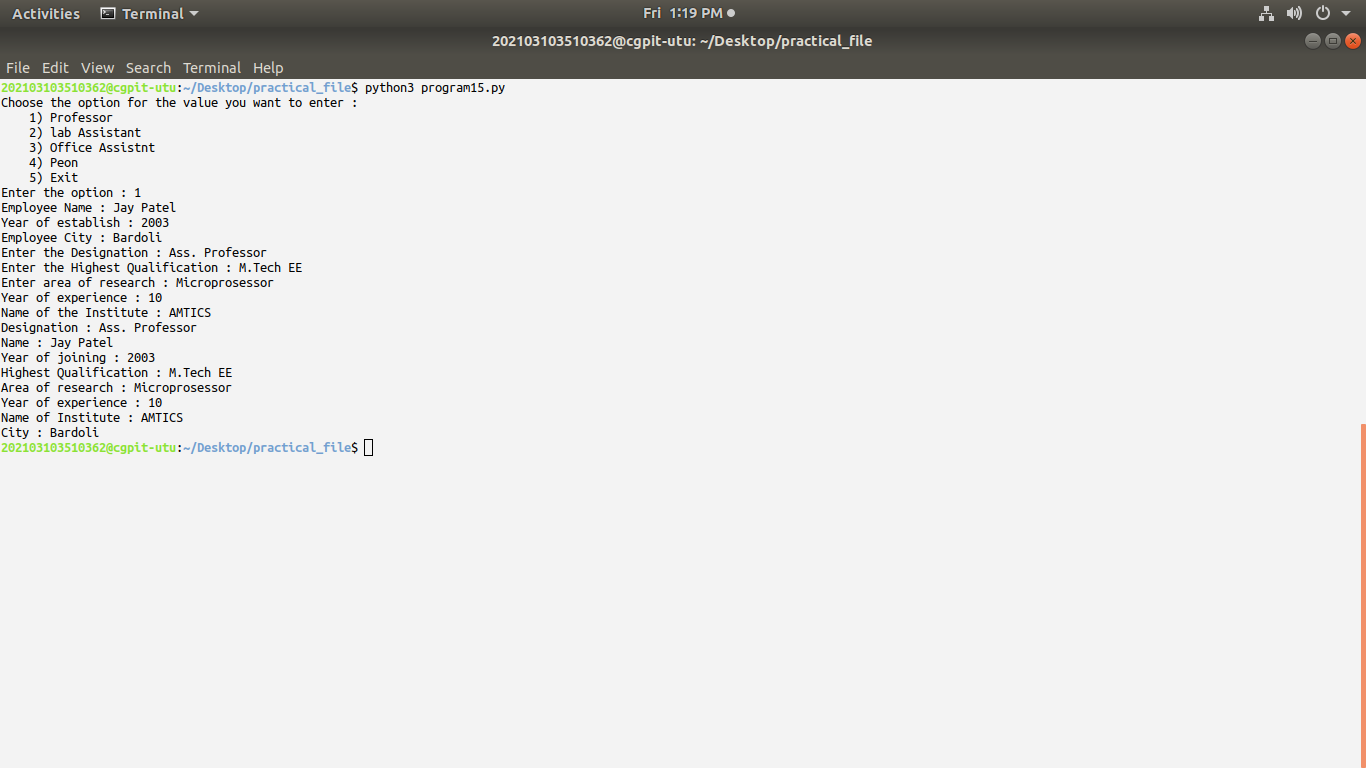 Activities Terminal Fri 1:19 PM
202103103510362@cgpit-utu: ~/Desktop/practical_file
File Edit View Search Terminal Help
202103103510362@cgpit-utu:~/Desktop/practical_file$ python3 program15.py
Choose the option for the value you want to enter :
    1) Professor
    2) lab Assistant
    3) Office Assistnt
    4) Peon
    5) Exit
Enter the option : 1
Employee Name : Jay Patel
Year of establish : 2003
Employee City : Bardoli
Enter the Designation : Ass. Professor
Enter the Highest Qualification : M.Tech EE
Enter area of research : Microprosessor
Year of experience : 10
Name of the Institute : AMTICS
Designation : Ass. Professor
Name : Jay Patel
Year of joining : 2003
Highest Qualification : M.Tech EE
Area of research : Microprosessor
Year of experience : 10
Name of Institute : AMTICS
City : Bardoli
202103103510362@cgpit-utu:~/Desktop/practical_file$